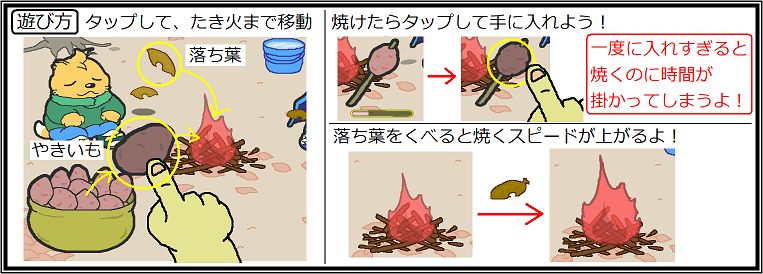 遊び方 タップして、たき火まで移動
落ち葉
やきいも
焼けたらタップして手に入れよう！
一度に入れすぎると
焼くのに時間が
掛かってしまうよ！
落ち葉をくべると焼くスピードが上がるよ！